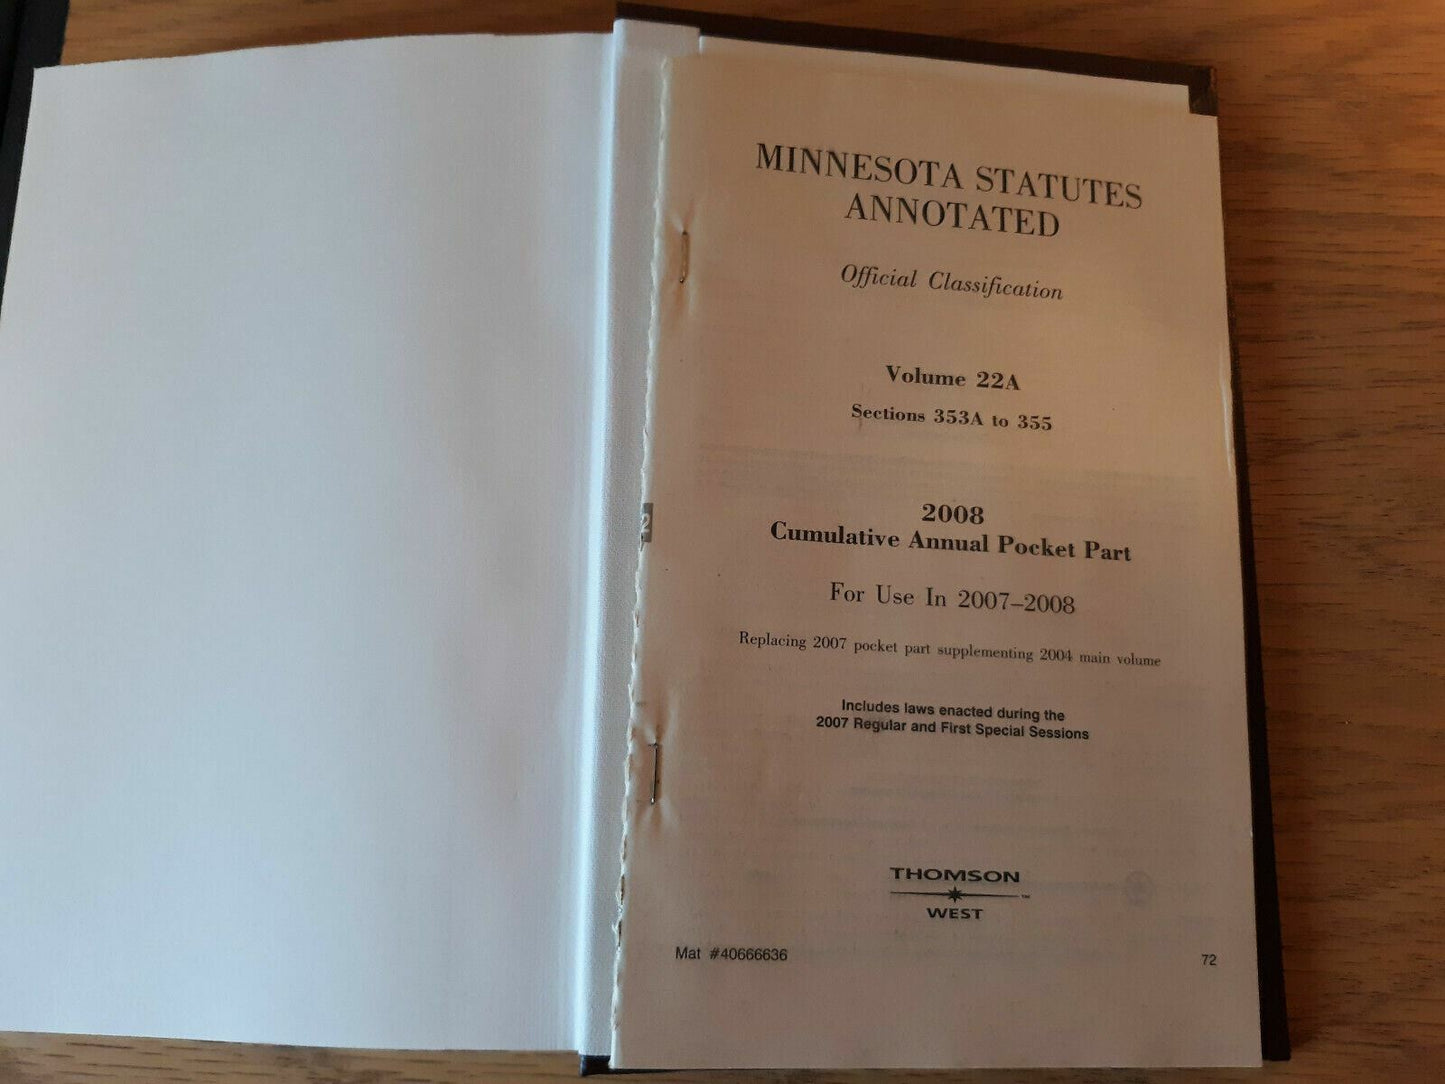 MINNESOTA STATUTES
ANNOTATED
Official Classification
Volume 22A
Sections 353A to 355
2008
Cumulative Annual Pocket Part
For Use In 2007–2008
Replacing 2007 pocket part supplementing 2004 main volume
Includes laws enacted during the
2007 Regular and First Special Sessions
THOMSON
™
WEST
Mat #40666636
72
2